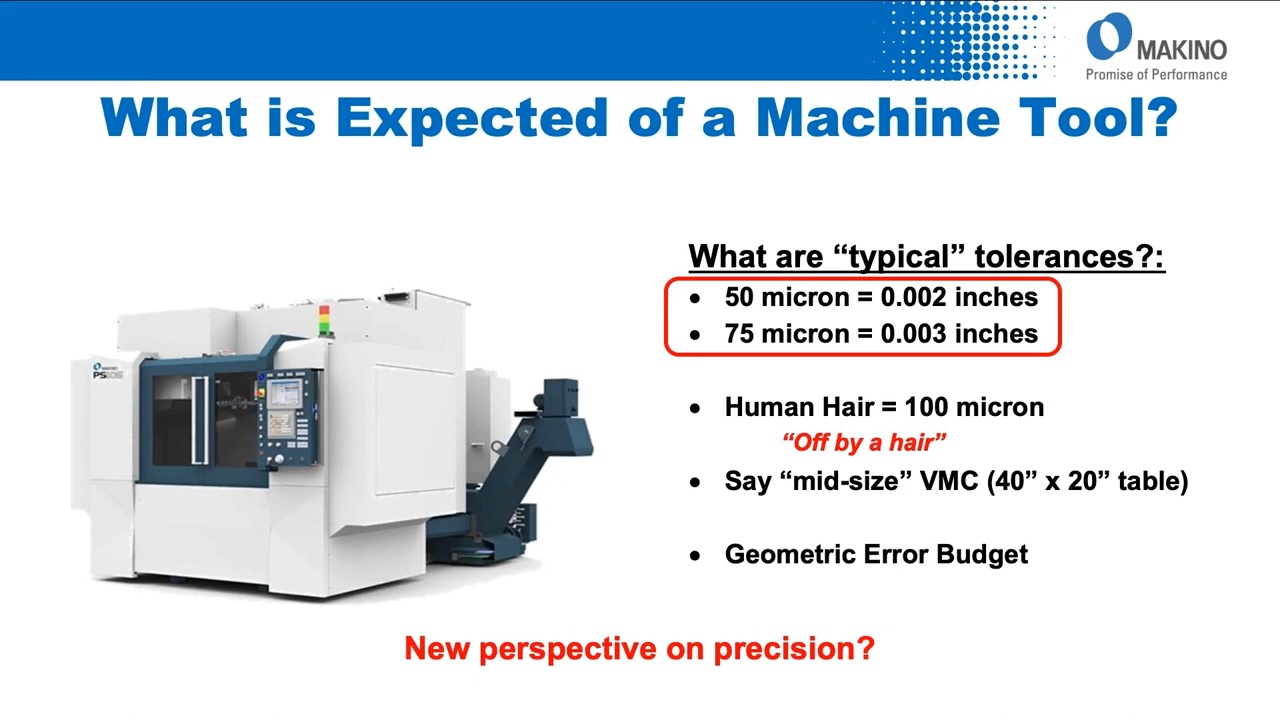 MAKINO
Promise of Performance
What is Expected of a Machine Tool?
What are “typical” tolerances?:
• 50 micron = 0.002 inches
• 75 micron = 0.003 inches
• Human Hair = 100 micron
“Off by a hair”
• Say “mid-size” VMC (40” x 20” table)
• Geometric Error Budget
MAKINO
PS105
New perspective on precision?